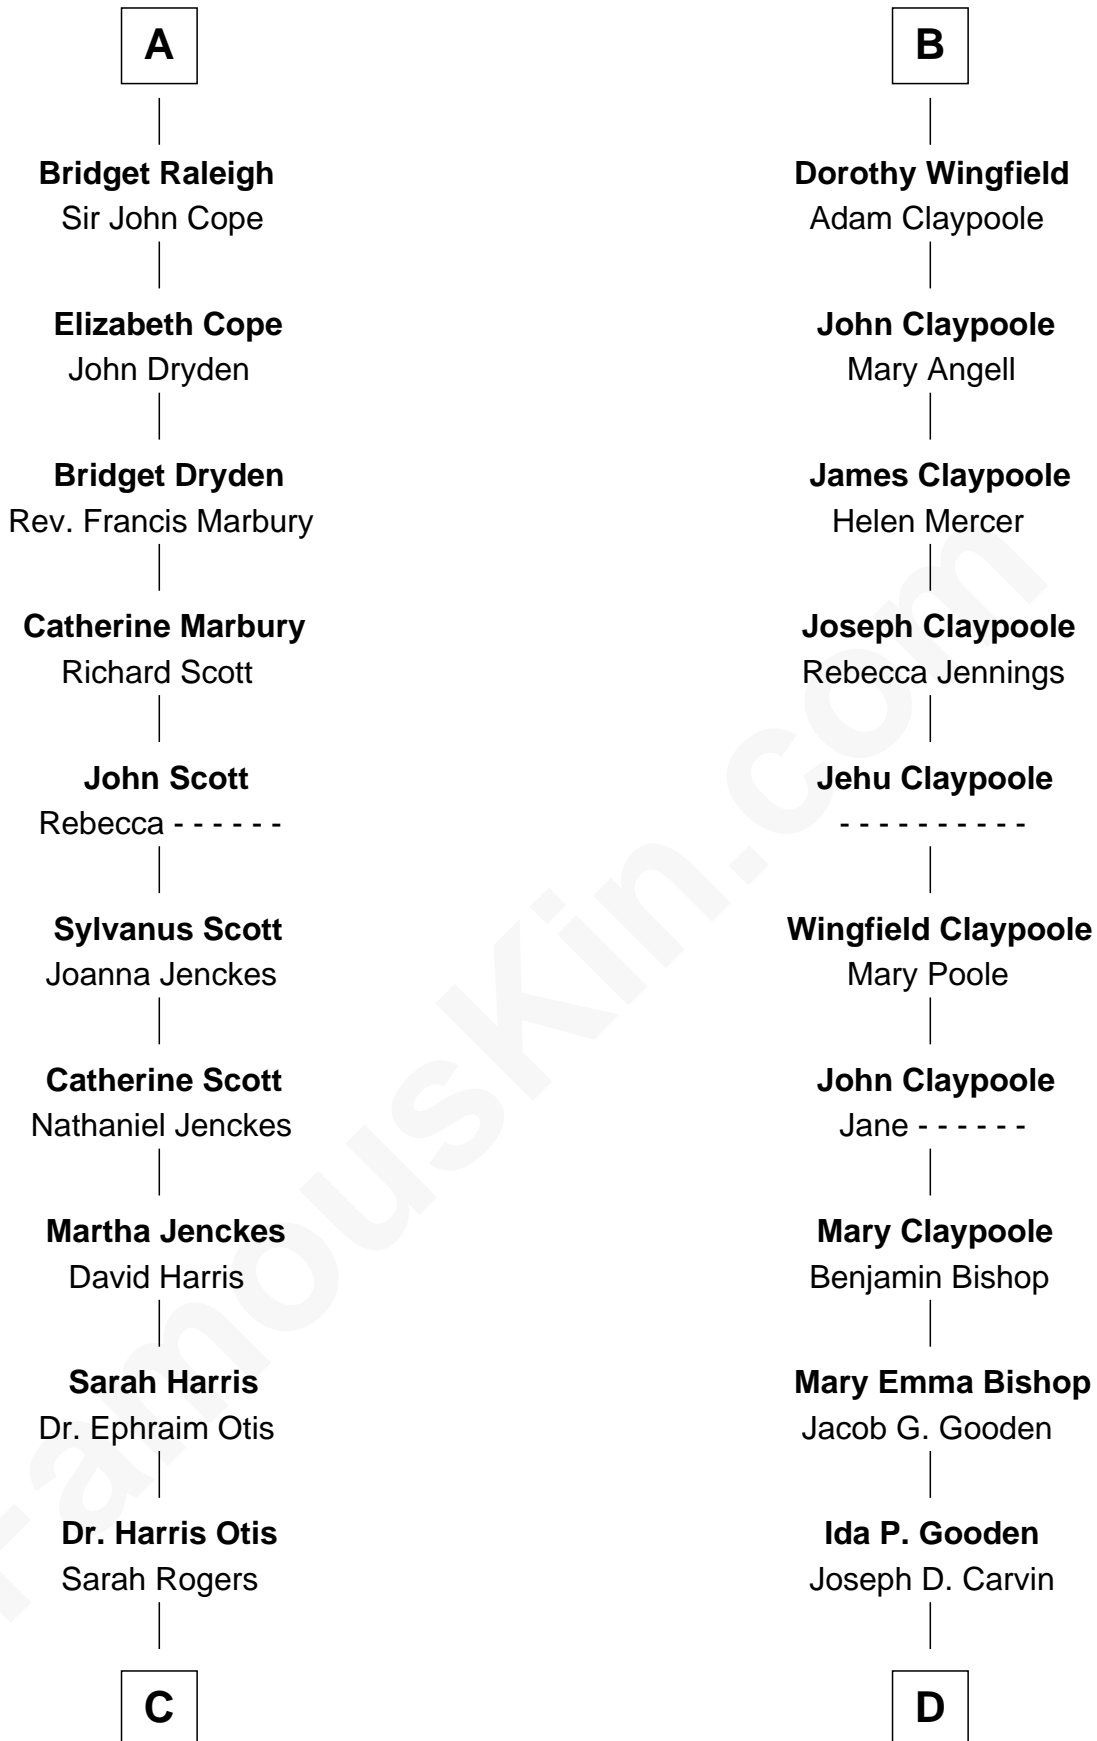 A
Bridget Raleigh
Sir John Cope
Elizabeth Cope
John Dryden
Bridget Dryden
Rev. Francis Marbury
Catherine Marbury
Richard Scott
John Scott
Rebecca - - - - - -
Sylvanus Scott
Joanna Jenckes
Catherine Scott
Nathaniel Jenckes
Martha Jenckes
David Harris
Sarah Harris
Dr. Ephraim Otis
Dr. Harris Otis
Sarah Rogers
C
B
Dorothy Wingfield
Adam Claypoole
John Claypoole
Mary Angell
James Claypoole
Helen Mercer
Joseph Claypoole
Rebecca Jennings
Jehu Claypoole
- - - - - - - - - -
Wingfield Claypoole
Mary Poole
John Claypoole
Jane - - - - - -
Mary Claypoole
Benjamin Bishop
Mary Emma Bishop
Jacob G. Gooden
Ida P. Gooden
Joseph D. Carvin
D
FamousKin.com